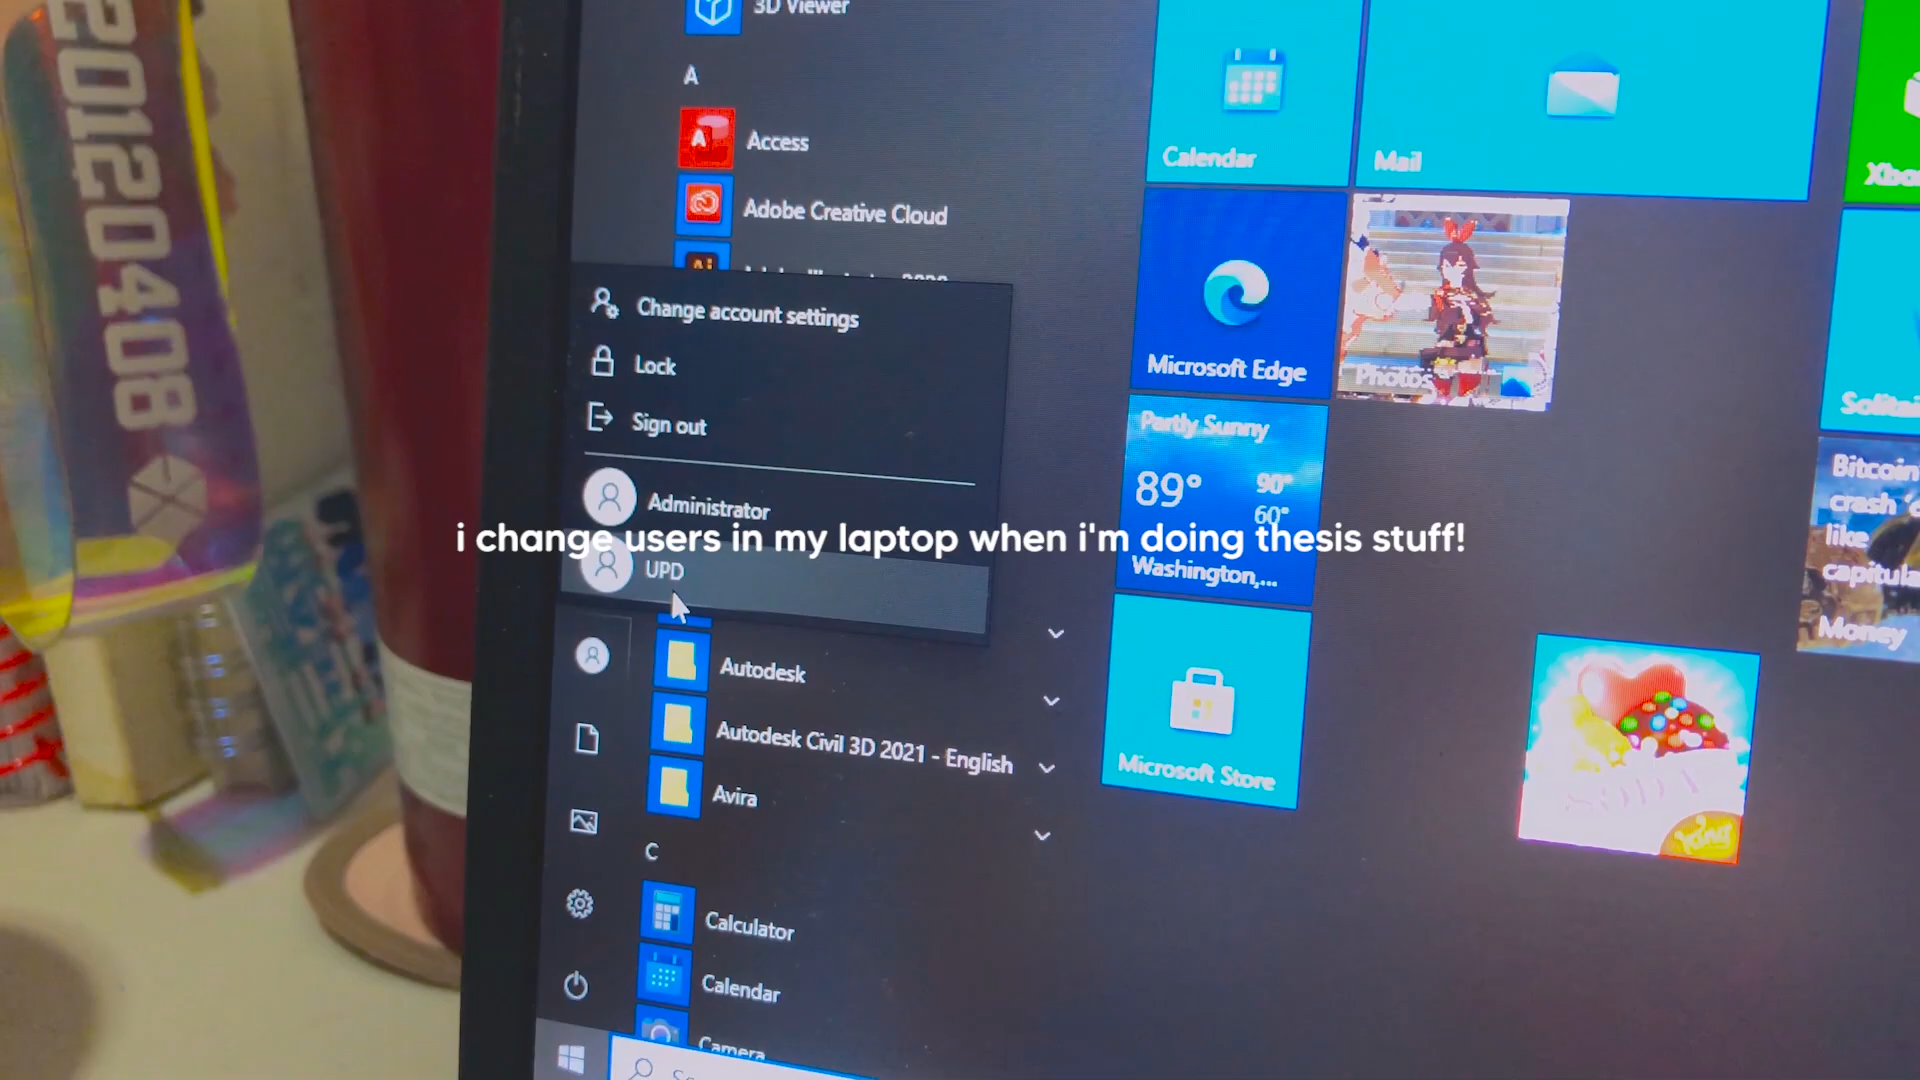 20120408
3D Viewer
A
Access
Adobe Creative Cloud
Change account settings
Lock
Sign out
Administrator
i change users in my laptop when i'm doing thesis stuff!
UPD
Autodesk
Autodesk Civil 3D 2021 - English
Avira
C
Calculator
Calendar
Camera
Calendar
Mail
Microsoft Edge
Photos
Partly Sunny
89°
90°
60°
Washington,...
Microsoft Store
Bitcoin
crash
like
Money
SODA
King